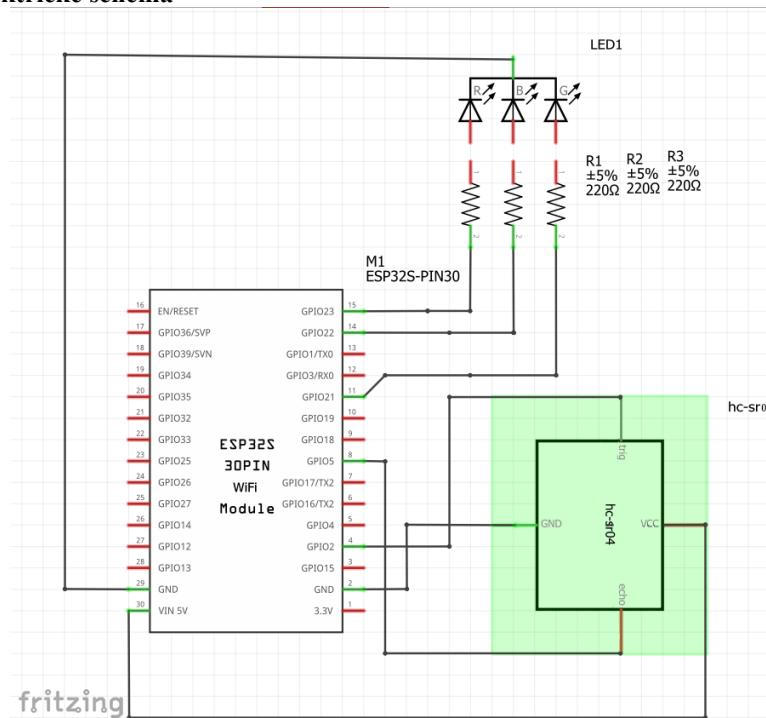 LED1
R B G
R1 R2 R3
±5% ±5% ±5%
220Ω 220Ω 220Ω
M1
ESP32S-PIN30
16 EN/RESET GPIO23 15
17 GPIO36/SVP GPIO22 14
18 GPIO39/SVN GPIO1/TX0 13
19 GPIO34 GPIO3/RX0 12
20 GPIO35 GPIO21 11
21 GPIO32 GPIO19 10
22 GPIO33 GPIO18 9
23 GPIO25 GPIO5 8
24 GPIO26 GPIO17/TX2 7
25 GPIO27 GPIO16/TX2 6
26 GPIO14 GPIO4 5
27 GPIO12 GPIO2 4
28 GPIO13 GPIO15 3
29 GND GND 2
30 VIN 5V 3.3V 1
ESP32S
30PIN
WiFi
Module
trig
GND hc-sr04 VCC
echo
fritzing